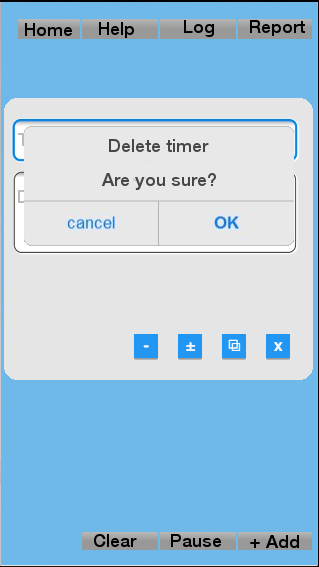 Home Help Log Report
Delete timer
Are you sure?
cancel OK
- ± x
Clear Pause + Add